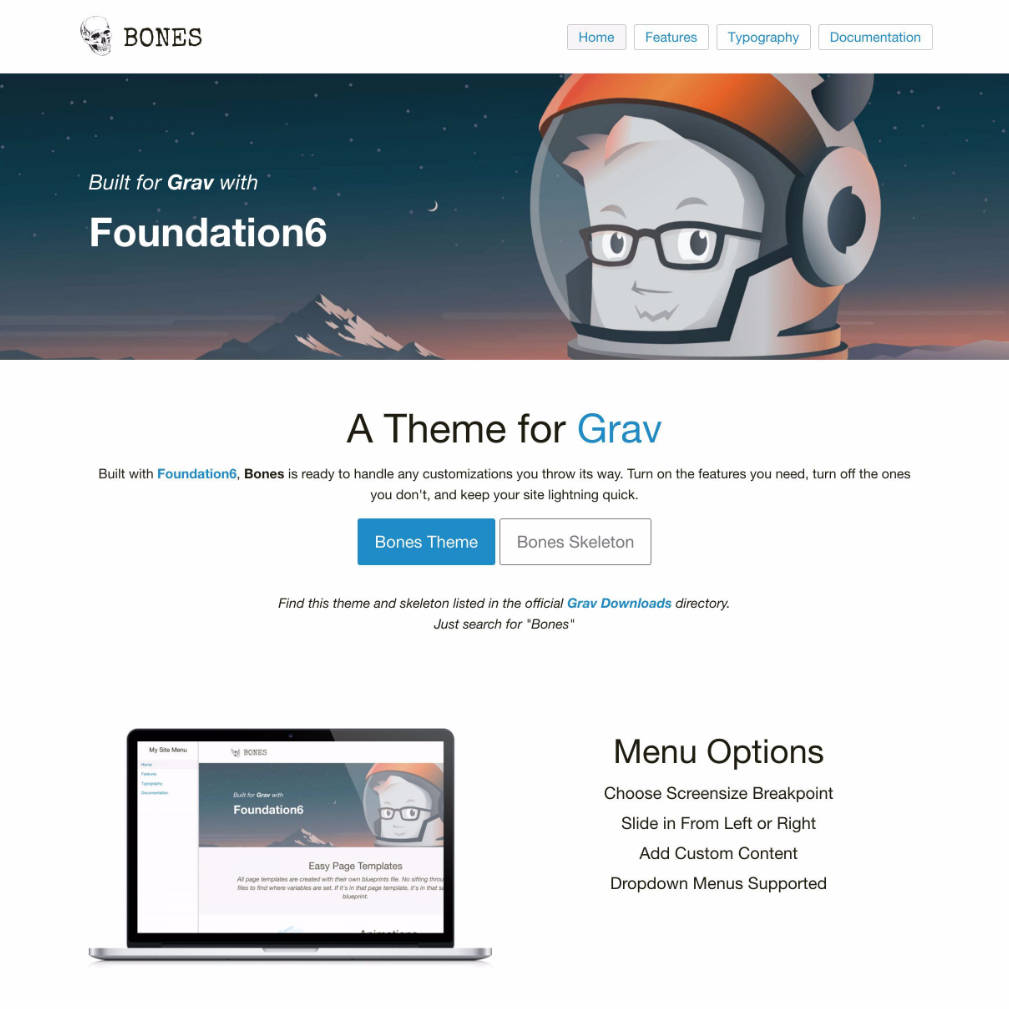 BONES
Home
Features
Typography
Documentation
Built for Grav with
Foundation6
A Theme for Grav
Built with Foundation6, Bones is ready to handle any customizations you throw its way. Turn on the features you need, turn off the ones
you don't, and keep your site lightning quick.
Bones Theme
Bones Skeleton
Find this theme and skeleton listed in the official Grav Downloads directory.
Just search for "Bones"
My Site Menu
Home
Features
Typography
Documentation
BONES
Built for Grav with
Foundation6
Easy Page Templates
All page templates are created with their own blueprints file. No sifting
files to find where variables are set. If it's in that page template, it's in that
blueprint.
Menu Options
Choose Screensize Breakpoint
Slide in From Left or Right
Add Custom Content
Dropdown Menus Supported